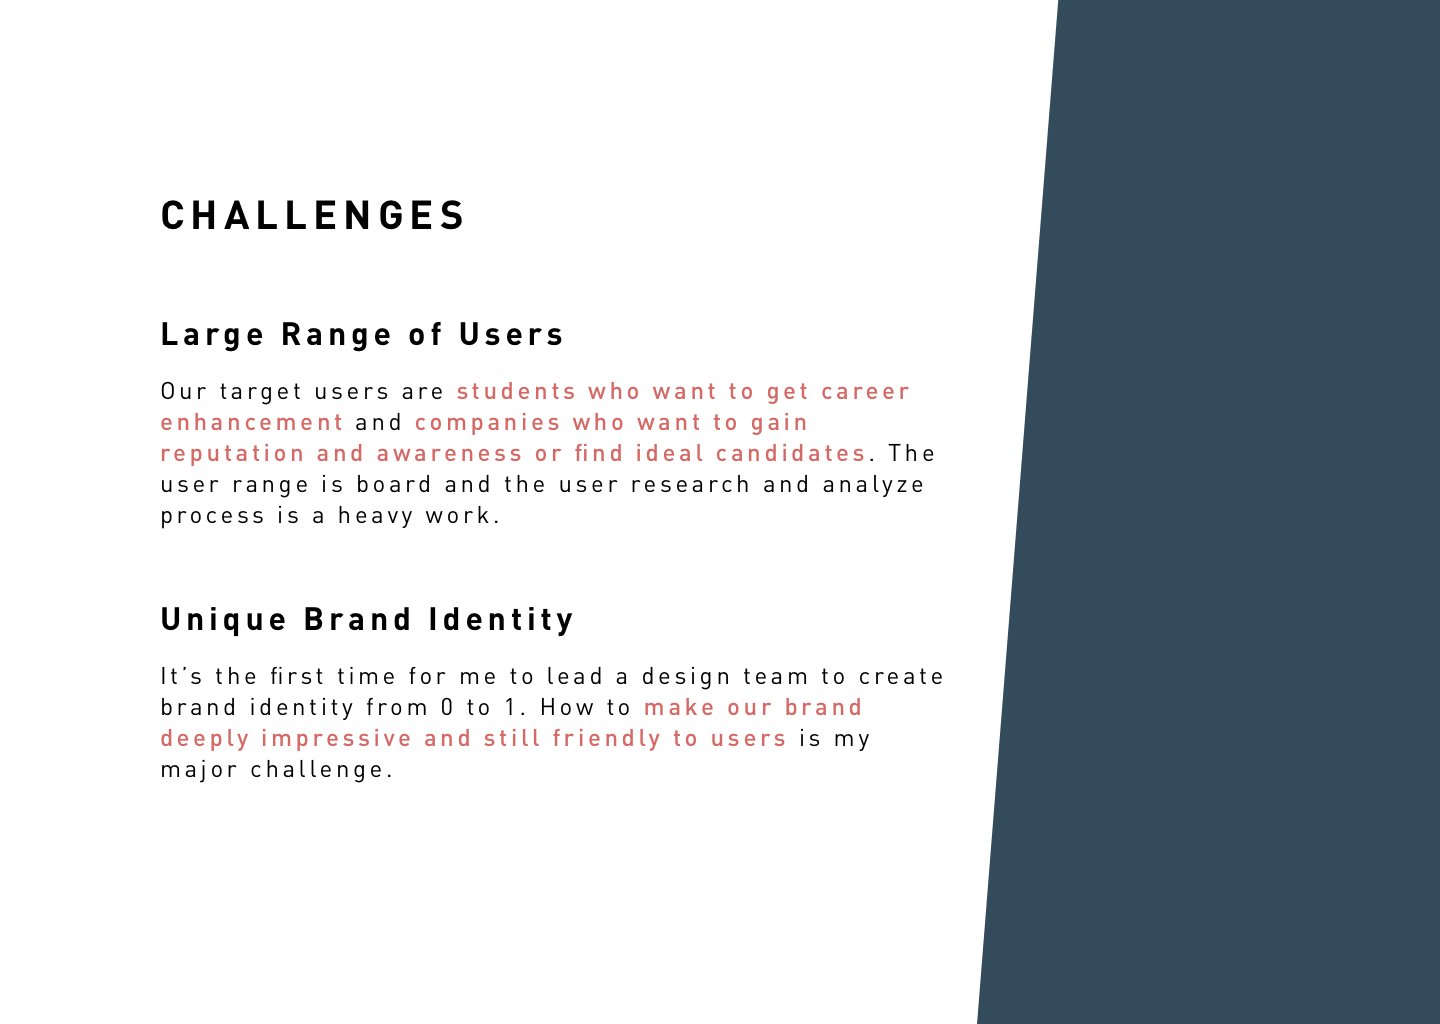 CHALLENGES
Large Range of Users
Our target users are students who want to get career
enhancement and companies who want to gain
reputation and awareness or find ideal candidates. The
user range is board and the user research and analyze
process is a heavy work.
Unique Brand Identity
It’s the first time for me to lead a design team to create
brand identity from 0 to 1. How to make our brand
deeply impressive and still friendly to users is my
major challenge.